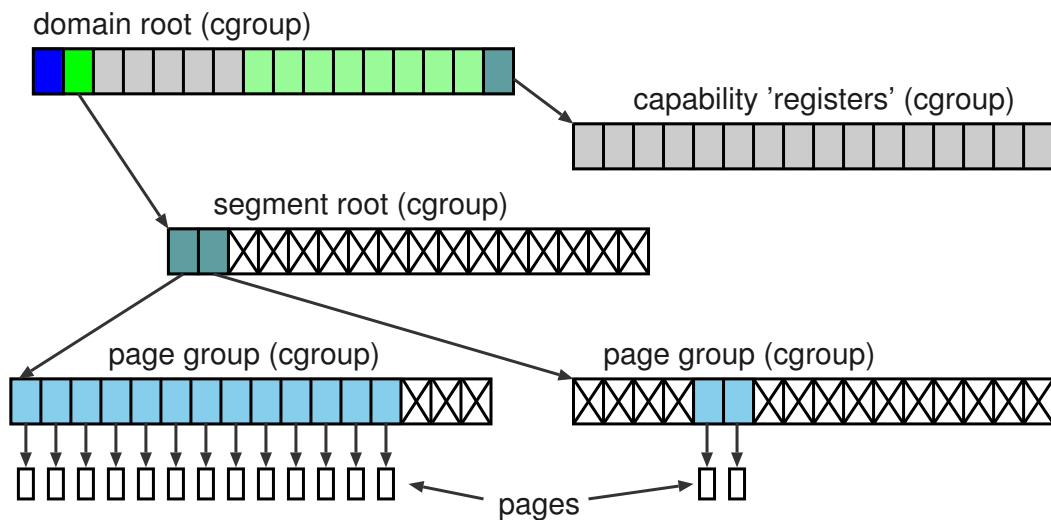 domain root (cgroup)
capability 'registers' (cgroup)
segment root (cgroup)
page group (cgroup)
page group (cgroup)
pages